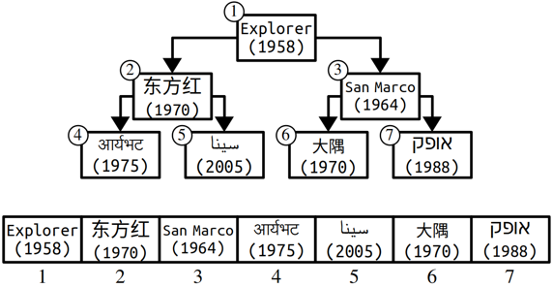 1
Explorer
(1958)
2
东方红
(1970)
3
San Marco
(1964)
4
आर्यभट
(1975)
5
سينا
(2005)
6
大隅
(1970)
7
אופק
(1988)
Explorer
(1958)
东方红
(1970)
San Marco
(1964)
आर्यभट
(1975)
سينا
(2005)
大隅
(1970)
אופק
(1988)
1 2 3 4 5 6 7